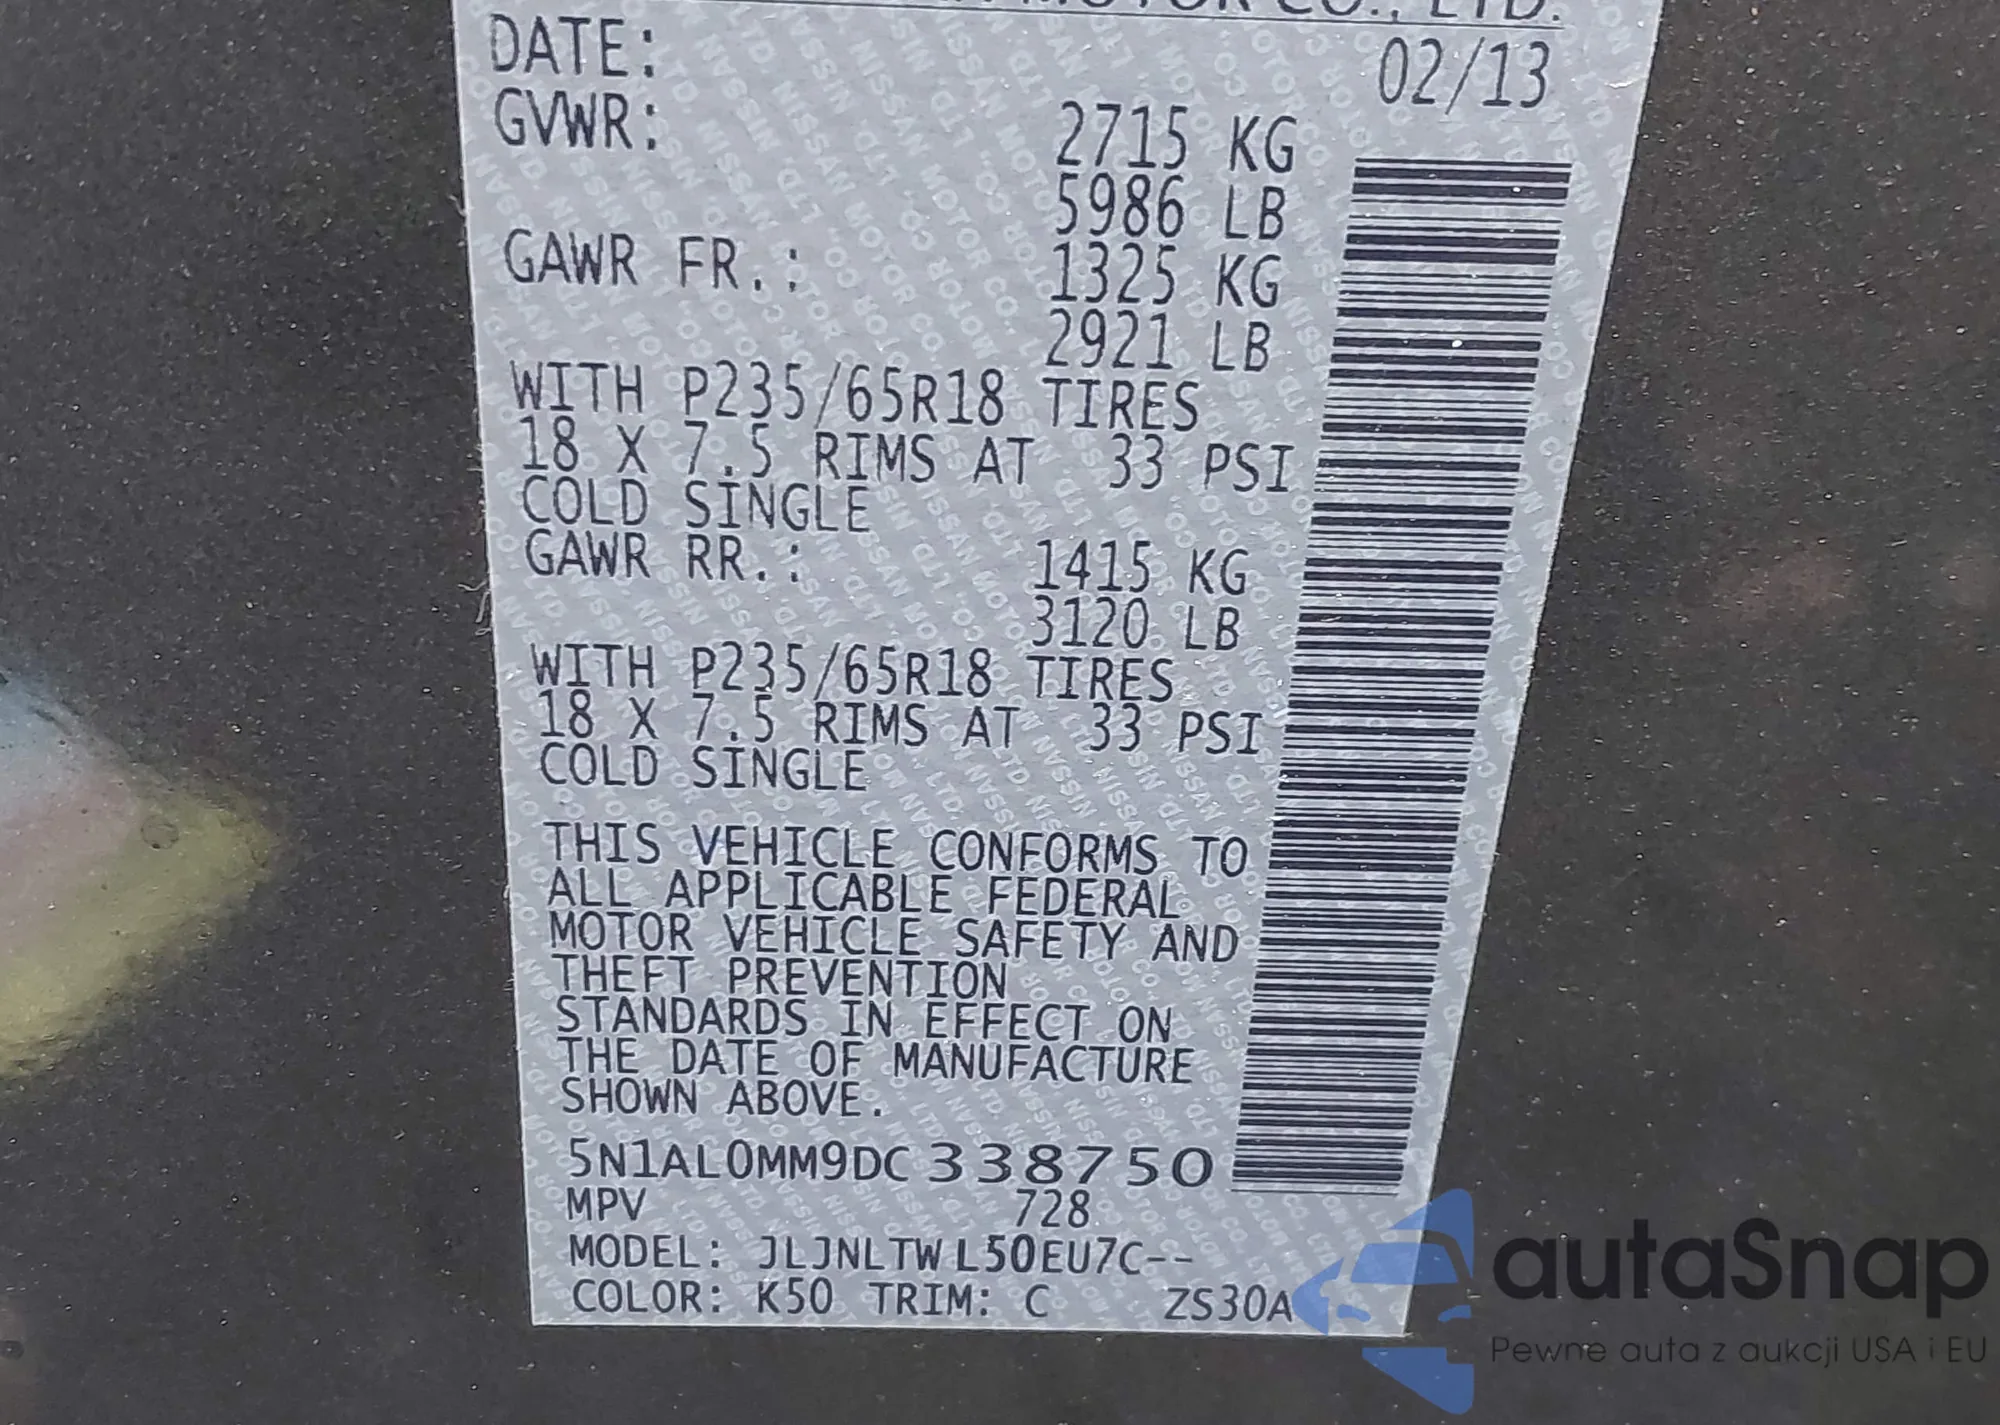 MOTOR CO., LTD.
DATE: 02/13
GVWR: 2715 KG
5986 LB
GAWR FR.: 1325 KG
2921 LB
WITH P235/65R18 TIRES
18 X 7.5 RIMS AT 33 PSI
COLD SINGLE
GAWR RR.: 1415 KG
3120 LB
WITH P235/65R18 TIRES
18 X 7.5 RIMS AT 33 PSI
COLD SINGLE
THIS VEHICLE CONFORMS TO
ALL APPLICABLE FEDERAL
MOTOR VEHICLE SAFETY AND
THEFT PREVENTION
STANDARDS IN EFFECT ON
THE DATE OF MANUFACTURE
SHOWN ABOVE.
5N1AL0MM9DC338750
MPV 728
MODEL: JLJNLTWL50EU7C--
COLOR: K50 TRIM: C ZS30A
autaSnap
Pewne auta z aukcji USA i EU